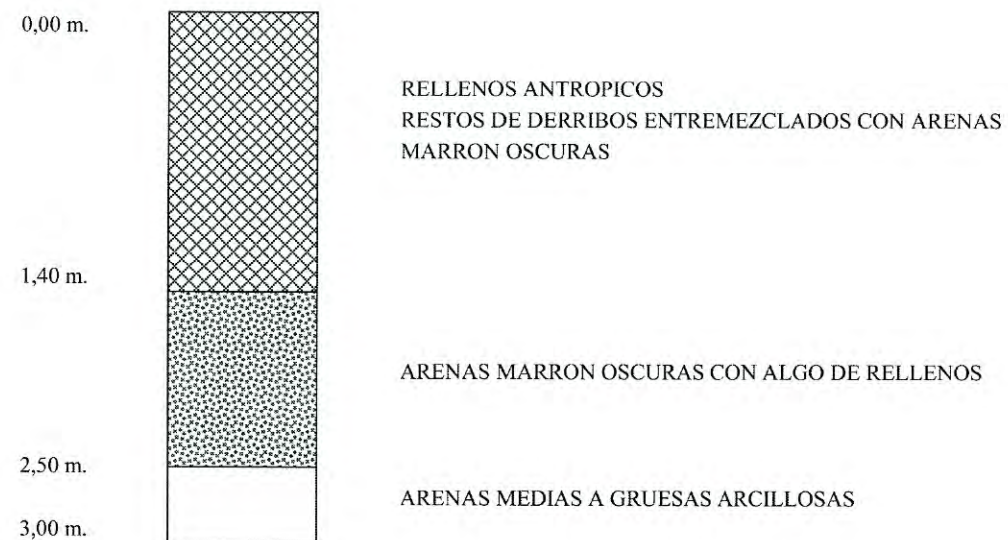 0,00 m.
RELLENOS ANTROPICOS
RESTOS DE DERRIBOS ENTREMEZCLADOS CON ARENAS
MARRON OSCURAS
1,40 m.
ARENAS MARRON OSCURAS CON ALGO DE RELLENOS
2,50 m.
ARENAS MEDIAS A GRUESAS ARCILLOSAS
3,00 m.